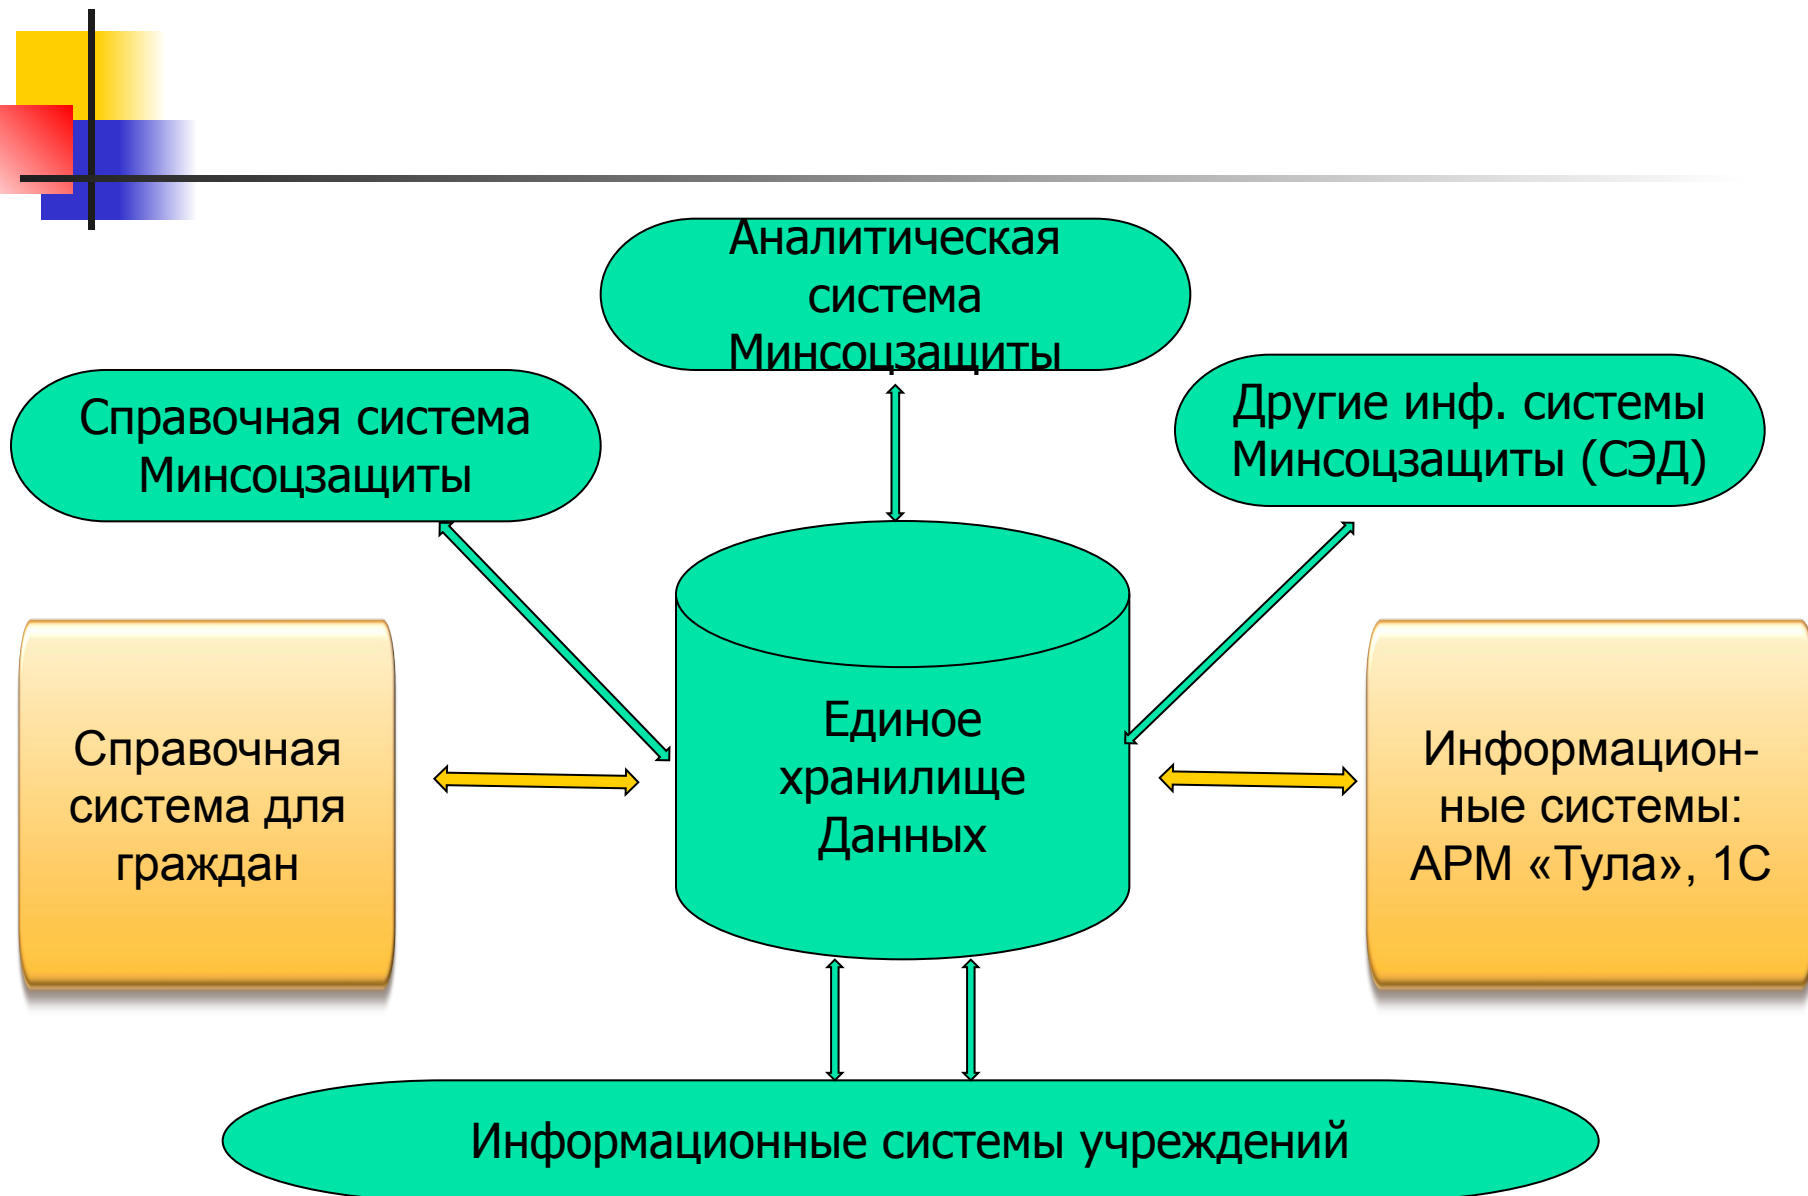 Аналитическая
система
Минсоцзащиты
Справочная система
Минсоцзащиты
Другие инф. системы
Минсоцзащиты (СЭД)
Справочная
система для
граждан
Единое
хранилище
Данных
Информацион-
ные системы:
АРМ «Тула», 1С
Информационные системы учреждений